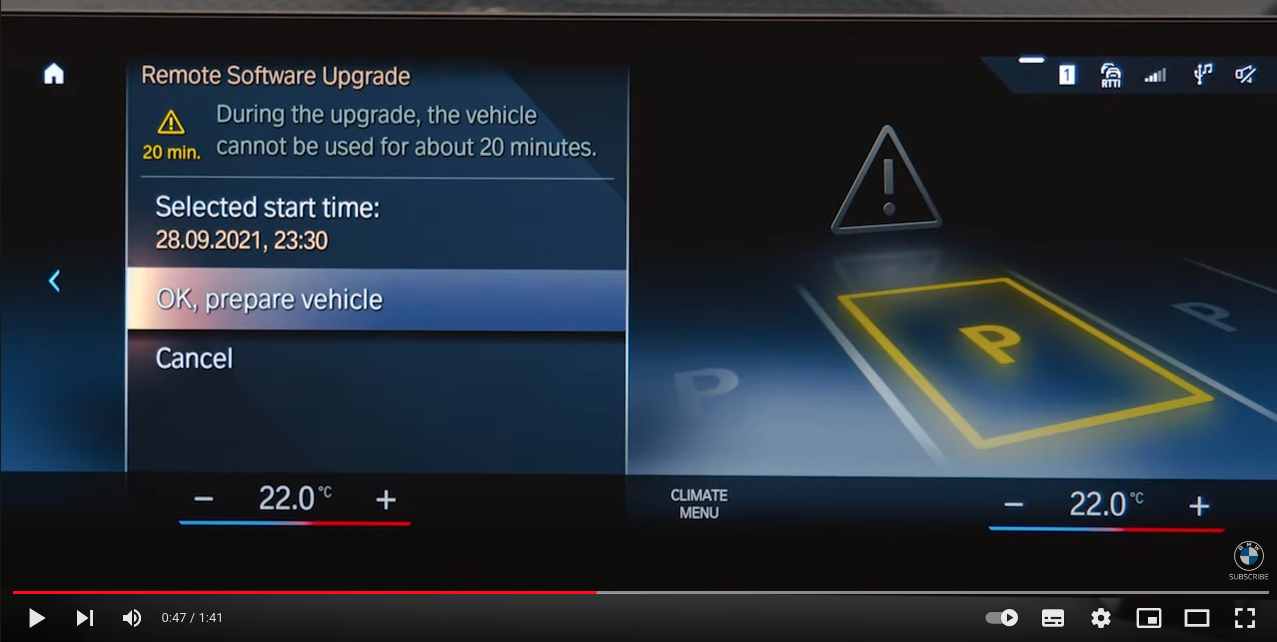 Remote Software Upgrade
During the upgrade, the vehicle
20 min. cannot be used for about 20 minutes.
Selected start time:
28.09.2021, 23:30
OK, prepare vehicle
Cancel
1
RTTI
P
P
P
22.0°C
CLIMATE
MENU
22.0°C
BMW
SUBSCRIBE
0:47 / 1:41